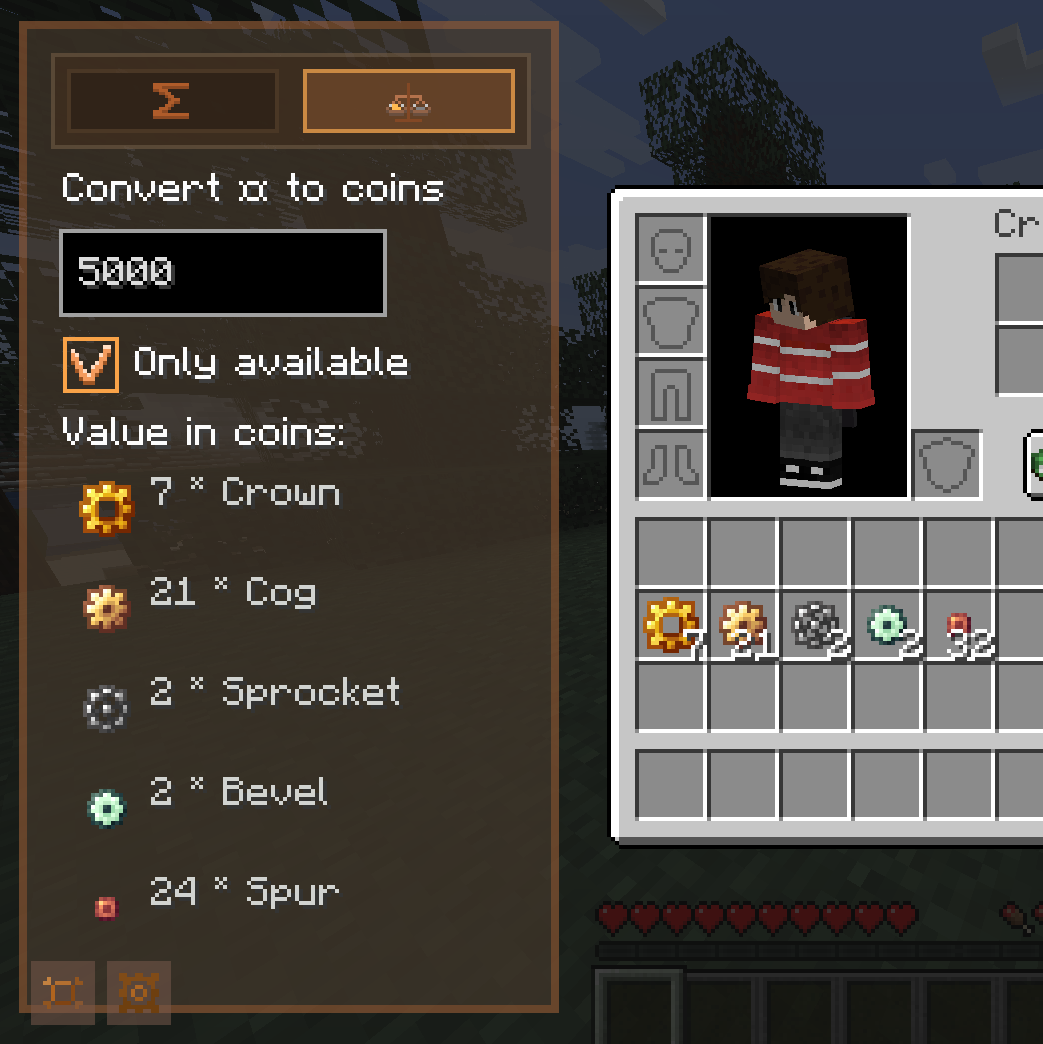 Σ
Convert ¤ to coins
5000
Only available
Value in coins:
7 × Crown
21 × Cog
2 × Sprocket
2 × Bevel
24 × Spur
Cr
7 21 2 2 32